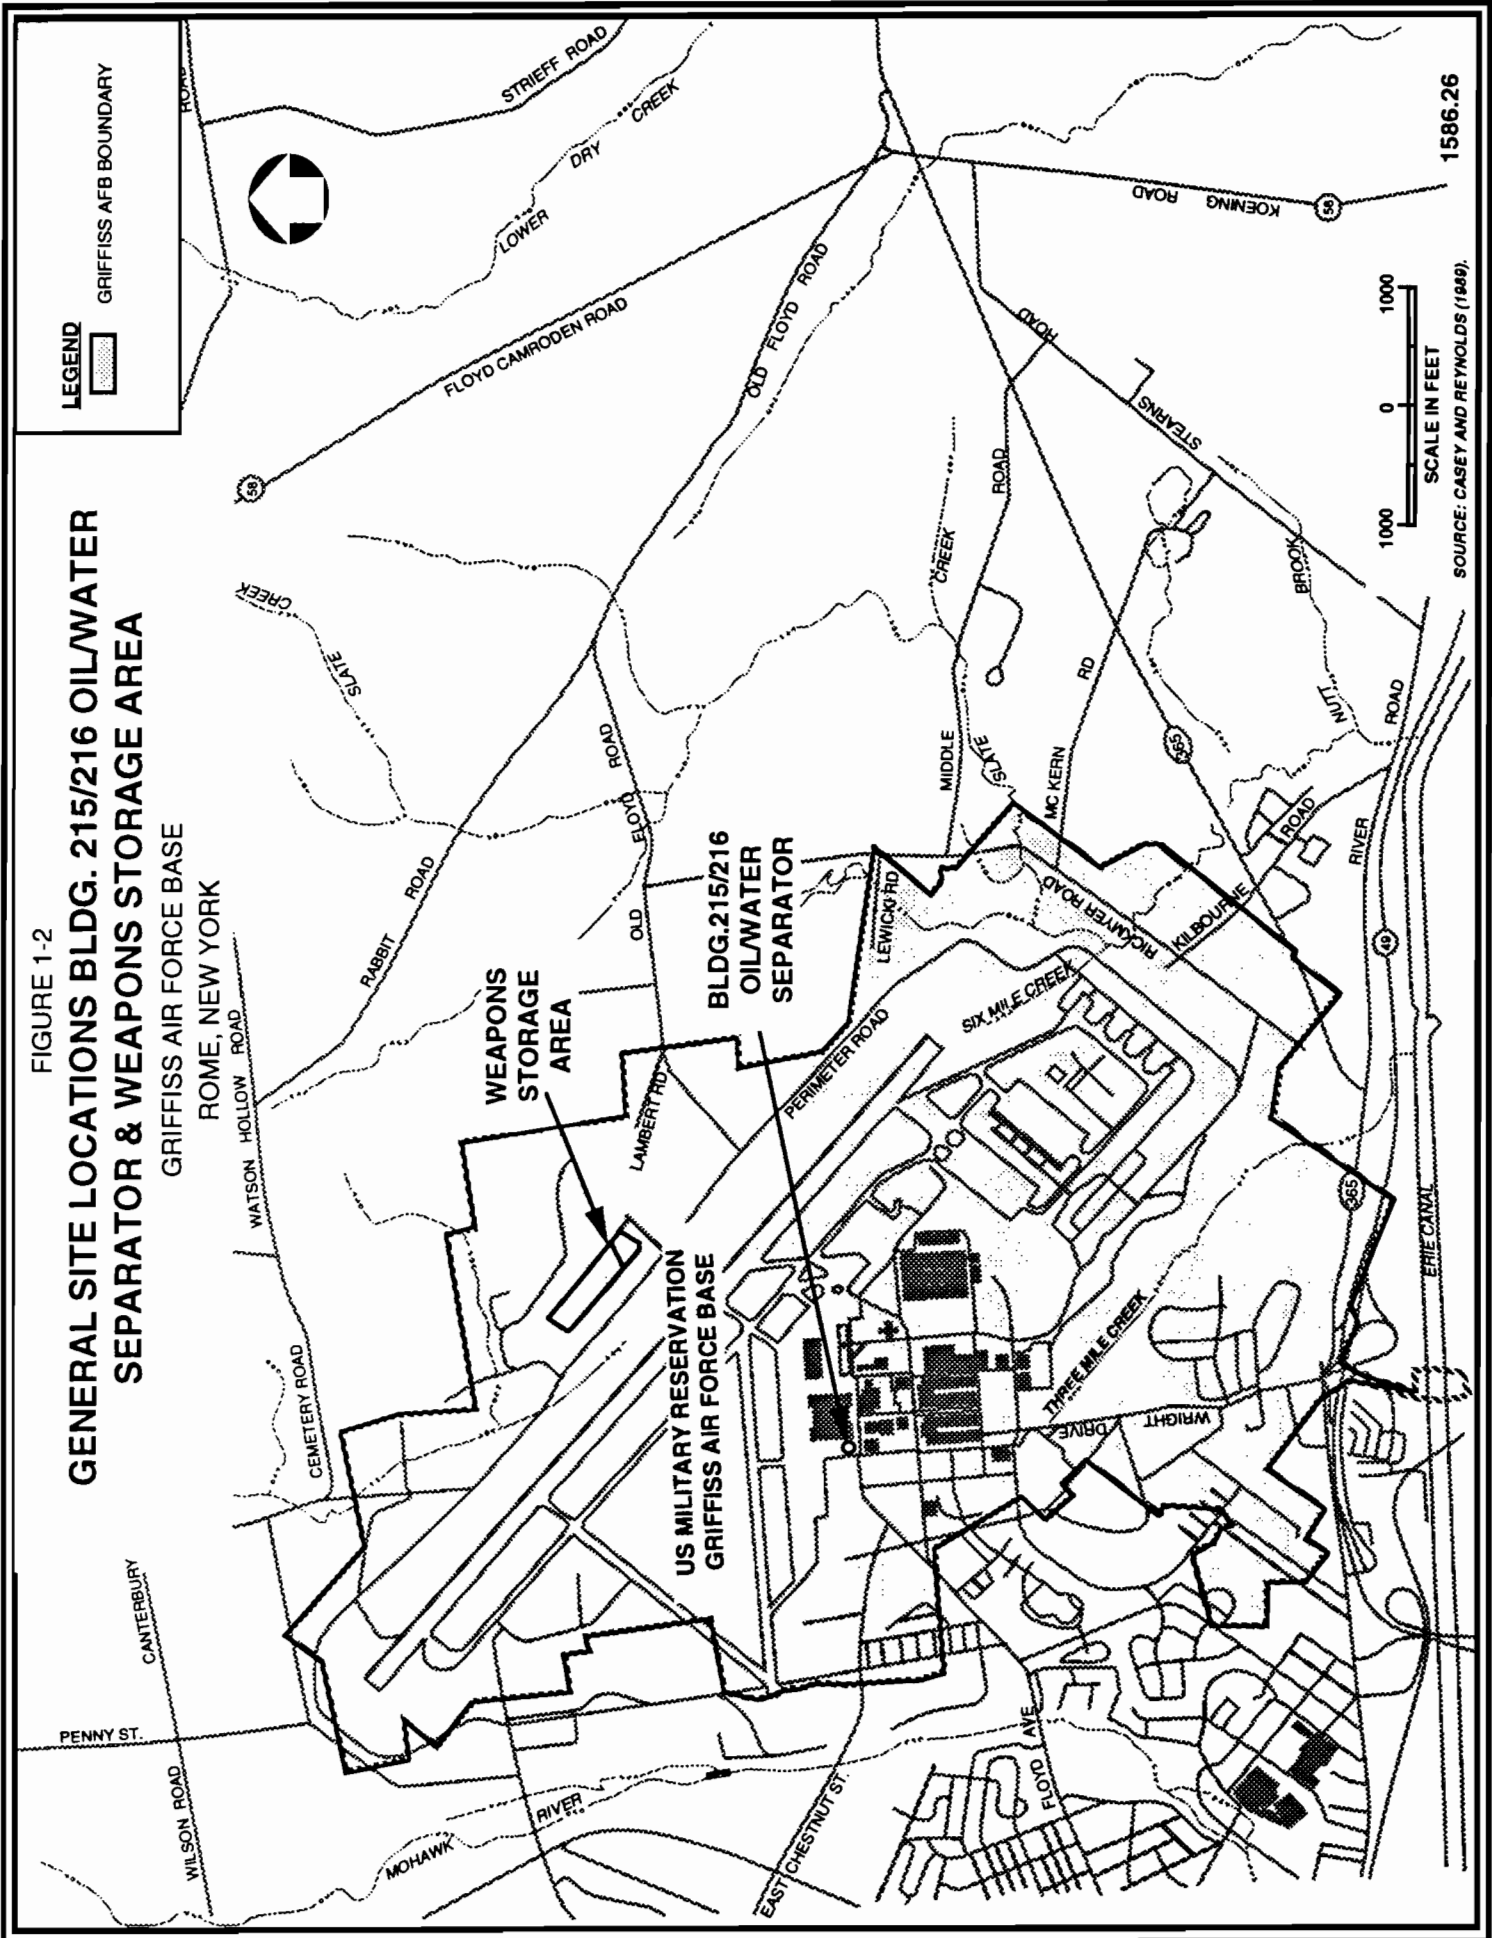 FIGURE 1-2
GENERAL SITE LOCATIONS BLDG. 215/216 OIL/WATER
SEPARATOR & WEAPONS STORAGE AREA
GRIFFISS AIR FORCE BASE
ROME, NEW YORK
LEGEND
GRIFFISS AFB BOUNDARY
ROAD
STRIEFF ROAD
LOWER DRY CREEK
58
FLOYD CAMRODEN ROAD
SLATE CREEK
CANTERBURY
PENNY ST.
WILSON ROAD
CEMETERY ROAD
WATSON HOLLOW ROAD
RABBIT ROAD
OLD FLOYD ROAD
OLD FLOYD ROAD
WEAPONS
STORAGE
AREA
LAMBERT RD
BLDG.215/216
OIL/WATER
SEPARATOR
US MILITARY RESERVATION
GRIFFISS AIR FORCE BASE
PERIMETER ROAD
LEWICKI RD
SIX MILE CREEK
MIDDLE ROAD
SLATE CREEK
MC KERN RD
RICKMYER ROAD
KILBOURNE ROAD
THREE MILE CREEK
WRIGHT DRIVE
MOHAWK RIVER
EAST CHESTNUT ST.
FLOYD AVE
KOENING ROAD
58
STEARNS ROAD
NUTT BROOK
RIVER ROAD
365
49
365
ERIE CANAL
1000 0 1000
SCALE IN FEET
SOURCE: CASEY AND REYNOLDS (1989).
1586.26